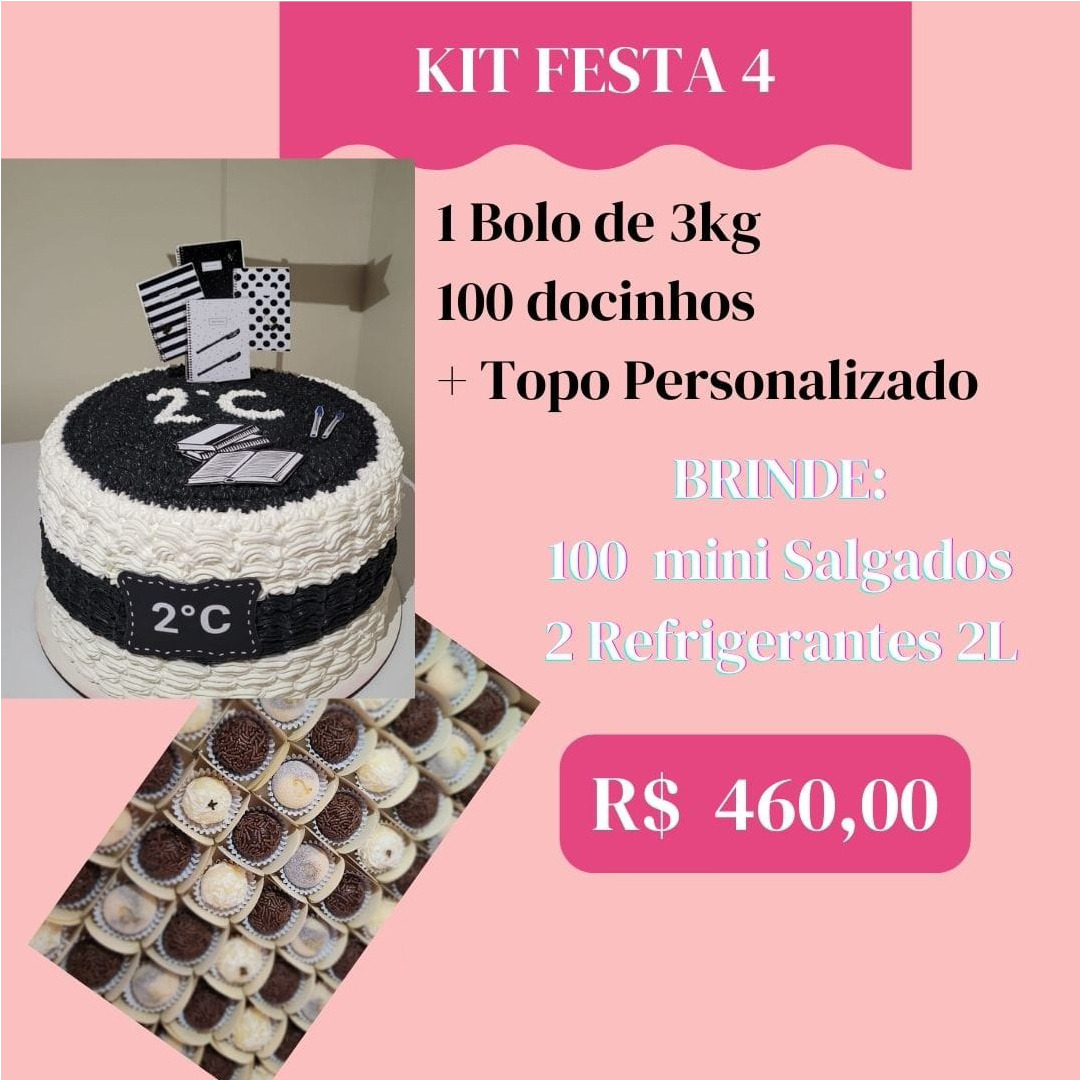 KIT FESTA 4
1 Bolo de 3kg
100 docinhos
+ Topo Personalizado
BRINDE:
100 mini Salgados
2 Refrigerantes 2L
R$ 460,00
2°C
2°C